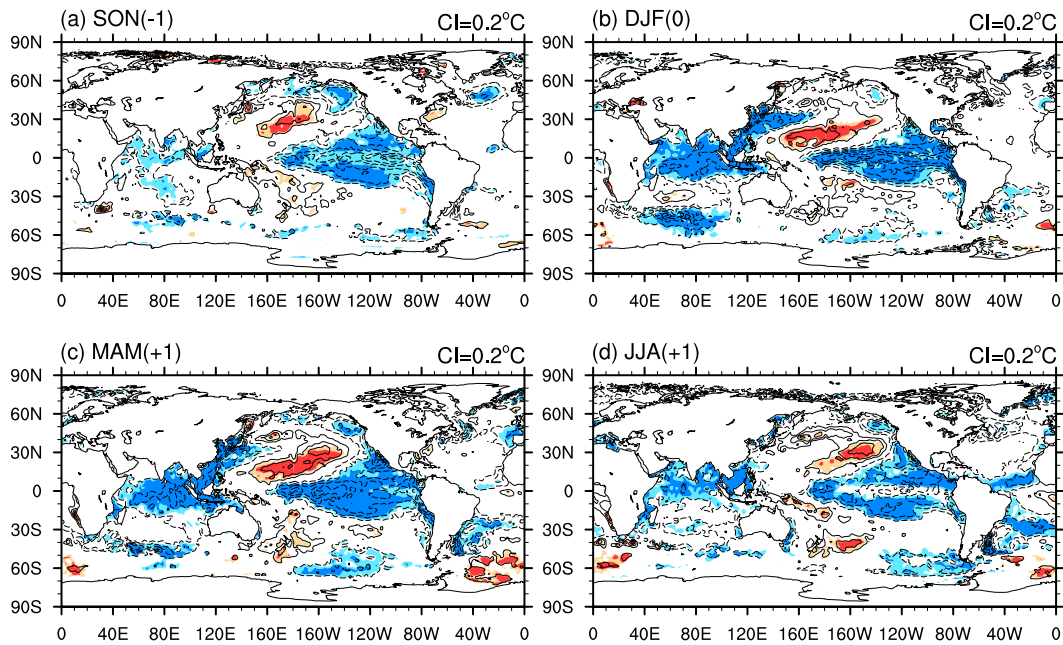 (a) SON(-1) CI=0.2°C
90N
60N
30N
0
30S
60S
90S
0 40E 80E 120E 160E 160W 120W 80W 40W 0
(b) DJF(0) CI=0.2°C
90N
60N
30N
0
30S
60S
90S
0 40E 80E 120E 160E 160W 120W 80W 40W 0
(c) MAM(+1) CI=0.2°C
90N
60N
30N
0
30S
60S
90S
0 40E 80E 120E 160E 160W 120W 80W 40W 0
(d) JJA(+1) CI=0.2°C
90N
60N
30N
0
30S
60S
90S
0 40E 80E 120E 160E 160W 120W 80W 40W 0